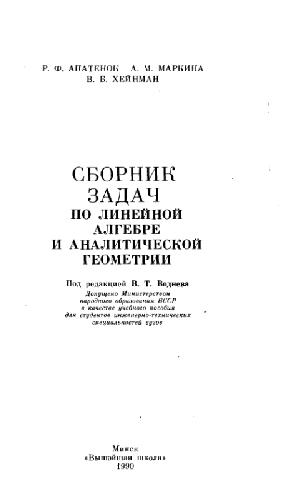 Р. Ф. АПАТЕНОК А. М. МАРКИНА
В. Б. ХЕЙНМАН
СБОРНИК
ЗАДАЧ
ПО ЛИНЕЙНОЙ
АЛГЕБРЕ
И АНАЛИТИЧЕСКОЙ
ГЕОМЕТРИИ
Под редакцией В. Т. Воднева
Допущено Министерством
народного образования БССР
в качестве учебного пособия
для студентов инженерно-технических
специальностей вузов
Минск
«Вышэйшая школа»
1990